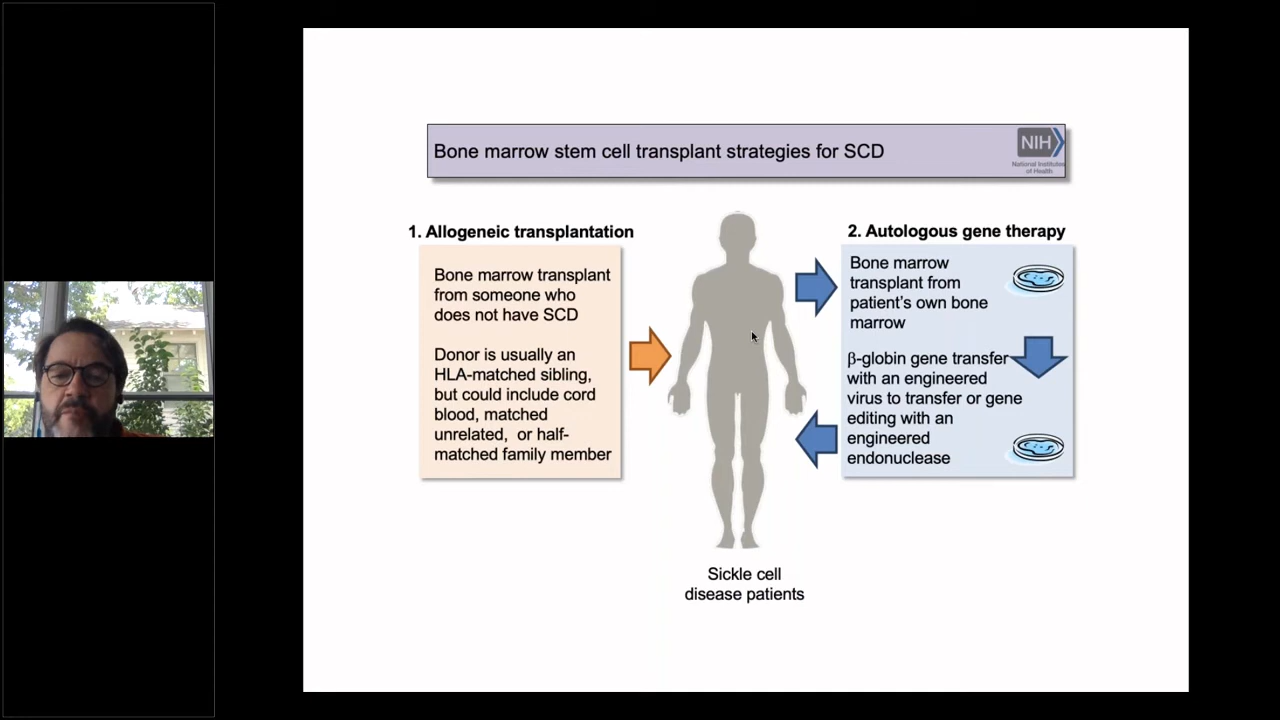 Bone marrow stem cell transplant strategies for SCD
NIH
National Institutes
of Health
1. Allogeneic transplantation
Bone marrow transplant
from someone who
does not have SCD
Donor is usually an
HLA-matched sibling,
but could include cord
blood, matched
unrelated, or half-
matched family member
2. Autologous gene therapy
Bone marrow
transplant from
patient's own bone
marrow
β-globin gene transfer
with an engineered
virus to transfer or gene
editing with an
engineered
endonuclease
Sickle cell
disease patients